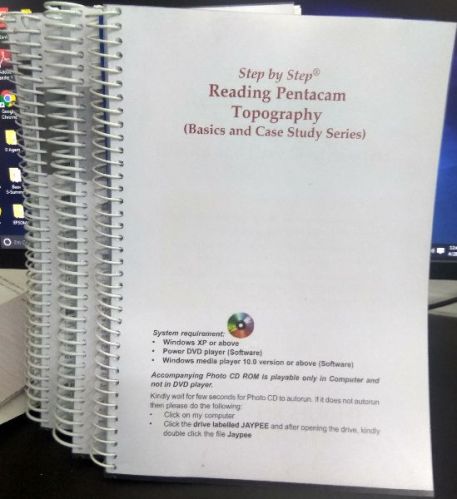 Step by Step®
Reading Pentacam
Topography
(Basics and Case Study Series)
System requirement:
• Windows XP or above
• Power DVD player (Software)
• Windows media player 10.0 version or above (Software)
Accompanying Photo CD ROM is playable only in Computer and
not in DVD player.
Kindly wait for few seconds for Photo CD to autorun. If it does not autorun
then please do the following:
• Click on my computer
• Click the drive labelled JAYPEE and after opening the drive, kindly
double click the file Jaypee